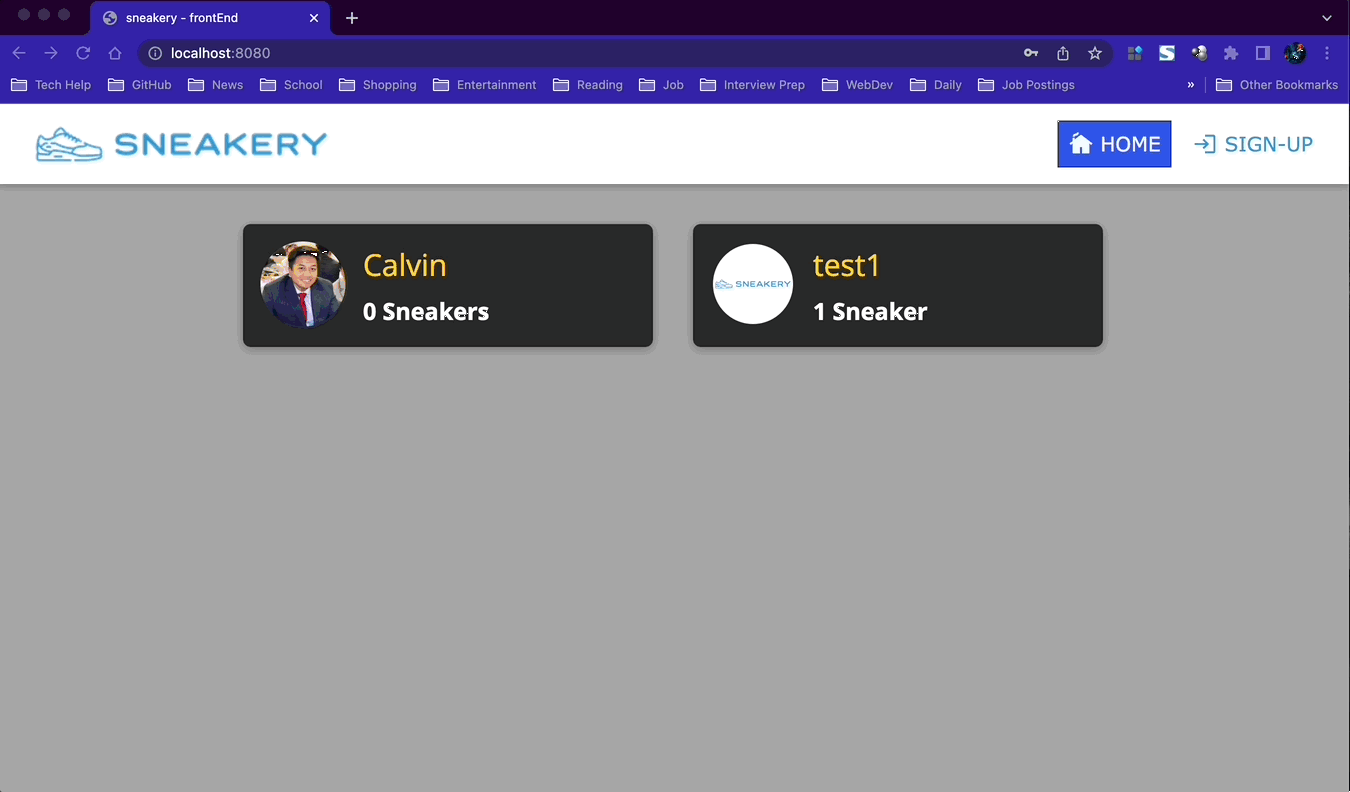 sneakery - frontEnd
localhost:8080
Tech Help GitHub News School Shopping Entertainment Reading Job Interview Prep WebDev Daily Job Postings » Other Bookmarks
SNEAKERY HOME SIGN-UP
Calvin
0 Sneakers
SNEAKERY
test1
1 Sneaker